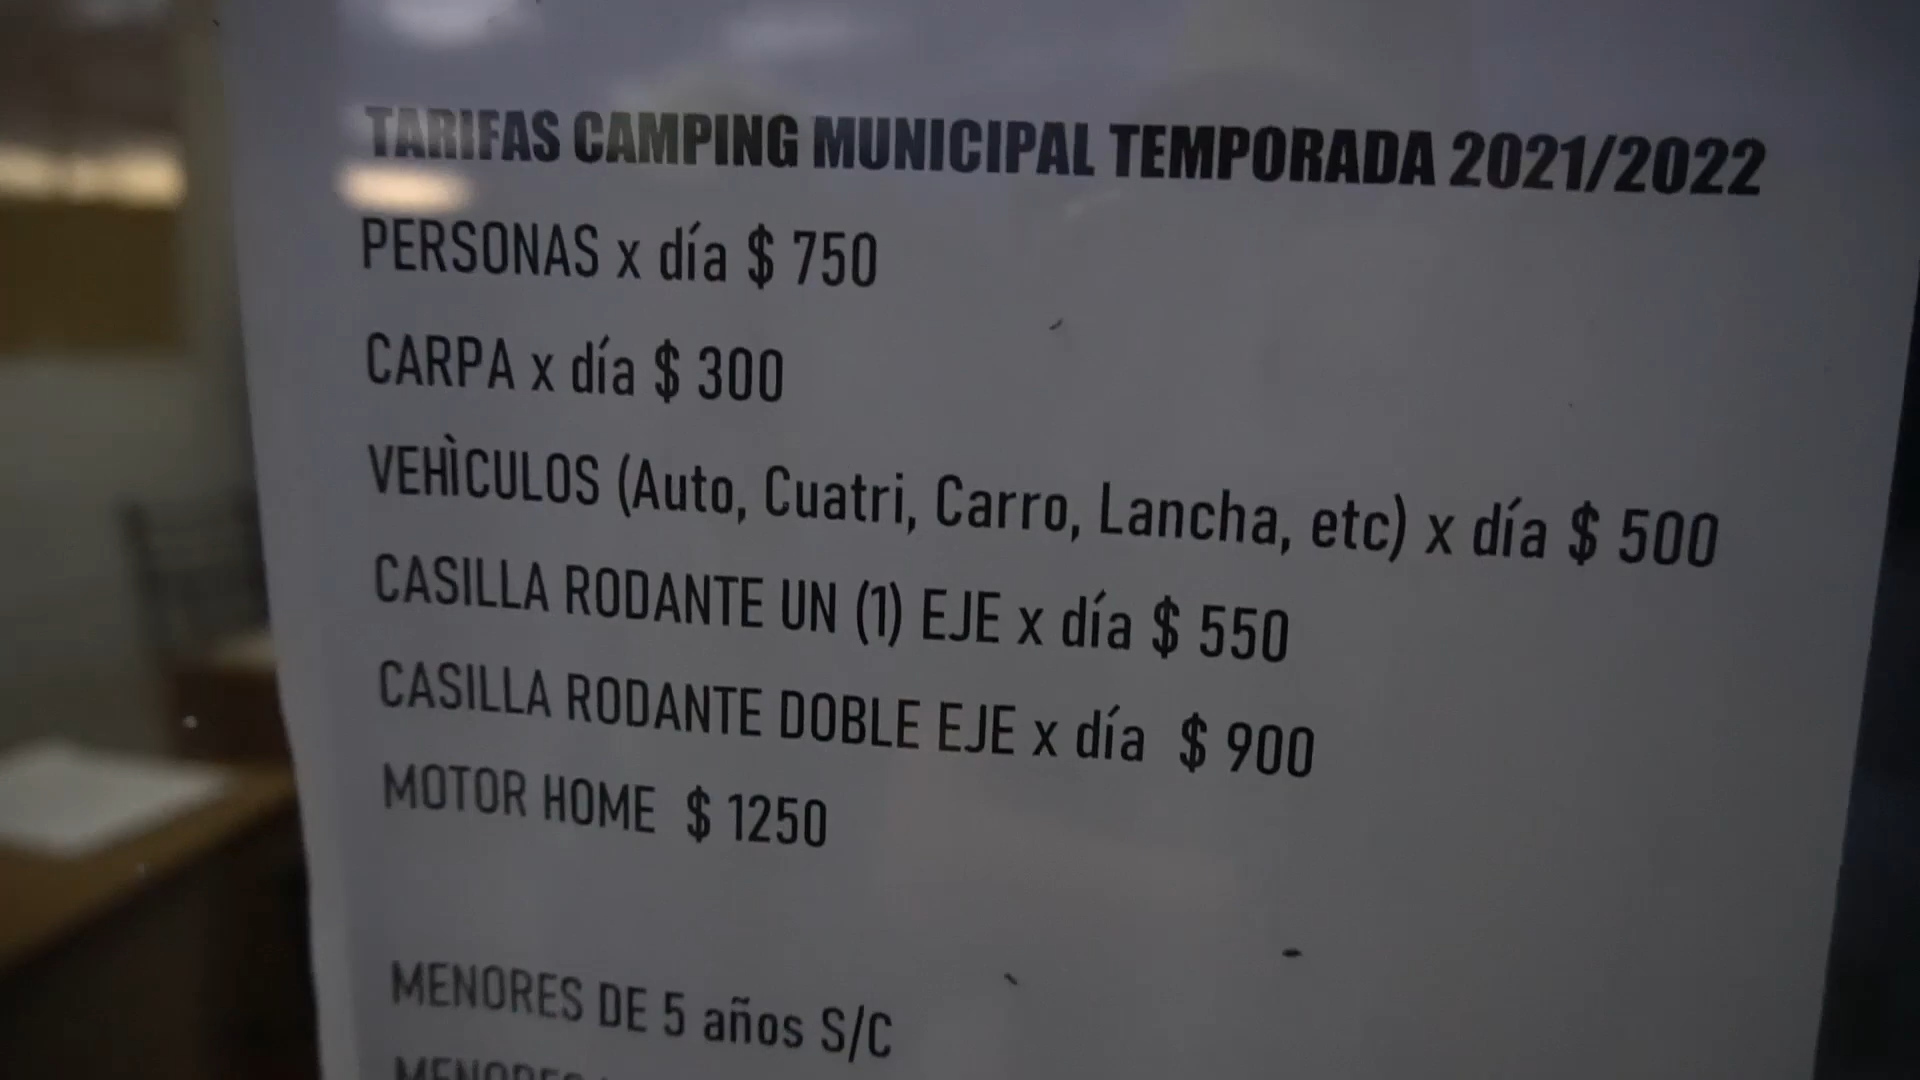 TARIFAS CAMPING MUNICIPAL TEMPORADA 2021/2022
PERSONAS x día $ 750
CARPA x día $ 300
VEHÌCULOS (Auto, Cuatri, Carro, Lancha, etc) x día $ 500
CASILLA RODANTE UN (1) EJE x día $ 550
CASILLA RODANTE DOBLE EJE x día $ 900
MOTOR HOME $ 1250
MENORES DE 5 años S/C
MENORES